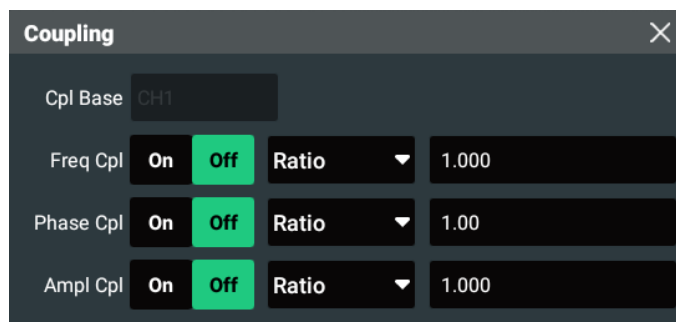 Coupling
Cpl Base CH1
Freq Cpl On Off Ratio 1.000
Phase Cpl On Off Ratio 1.00
Ampl Cpl On Off Ratio 1.000